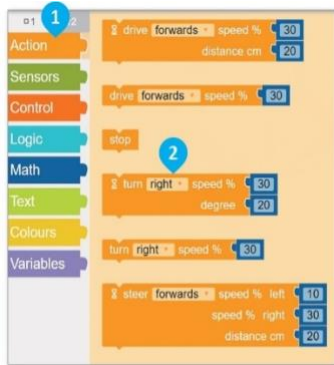 1 2
1
Action
Sensors
Control
Logic
Math
Text
Colours
Variables
drive forwards speed % 30
distance cm 20
drive forwards speed % 30
stop
2
turn right speed % 30
degree 20
turn right speed % 30
steer forwards speed % left 10
speed % right 30
distance cm 20